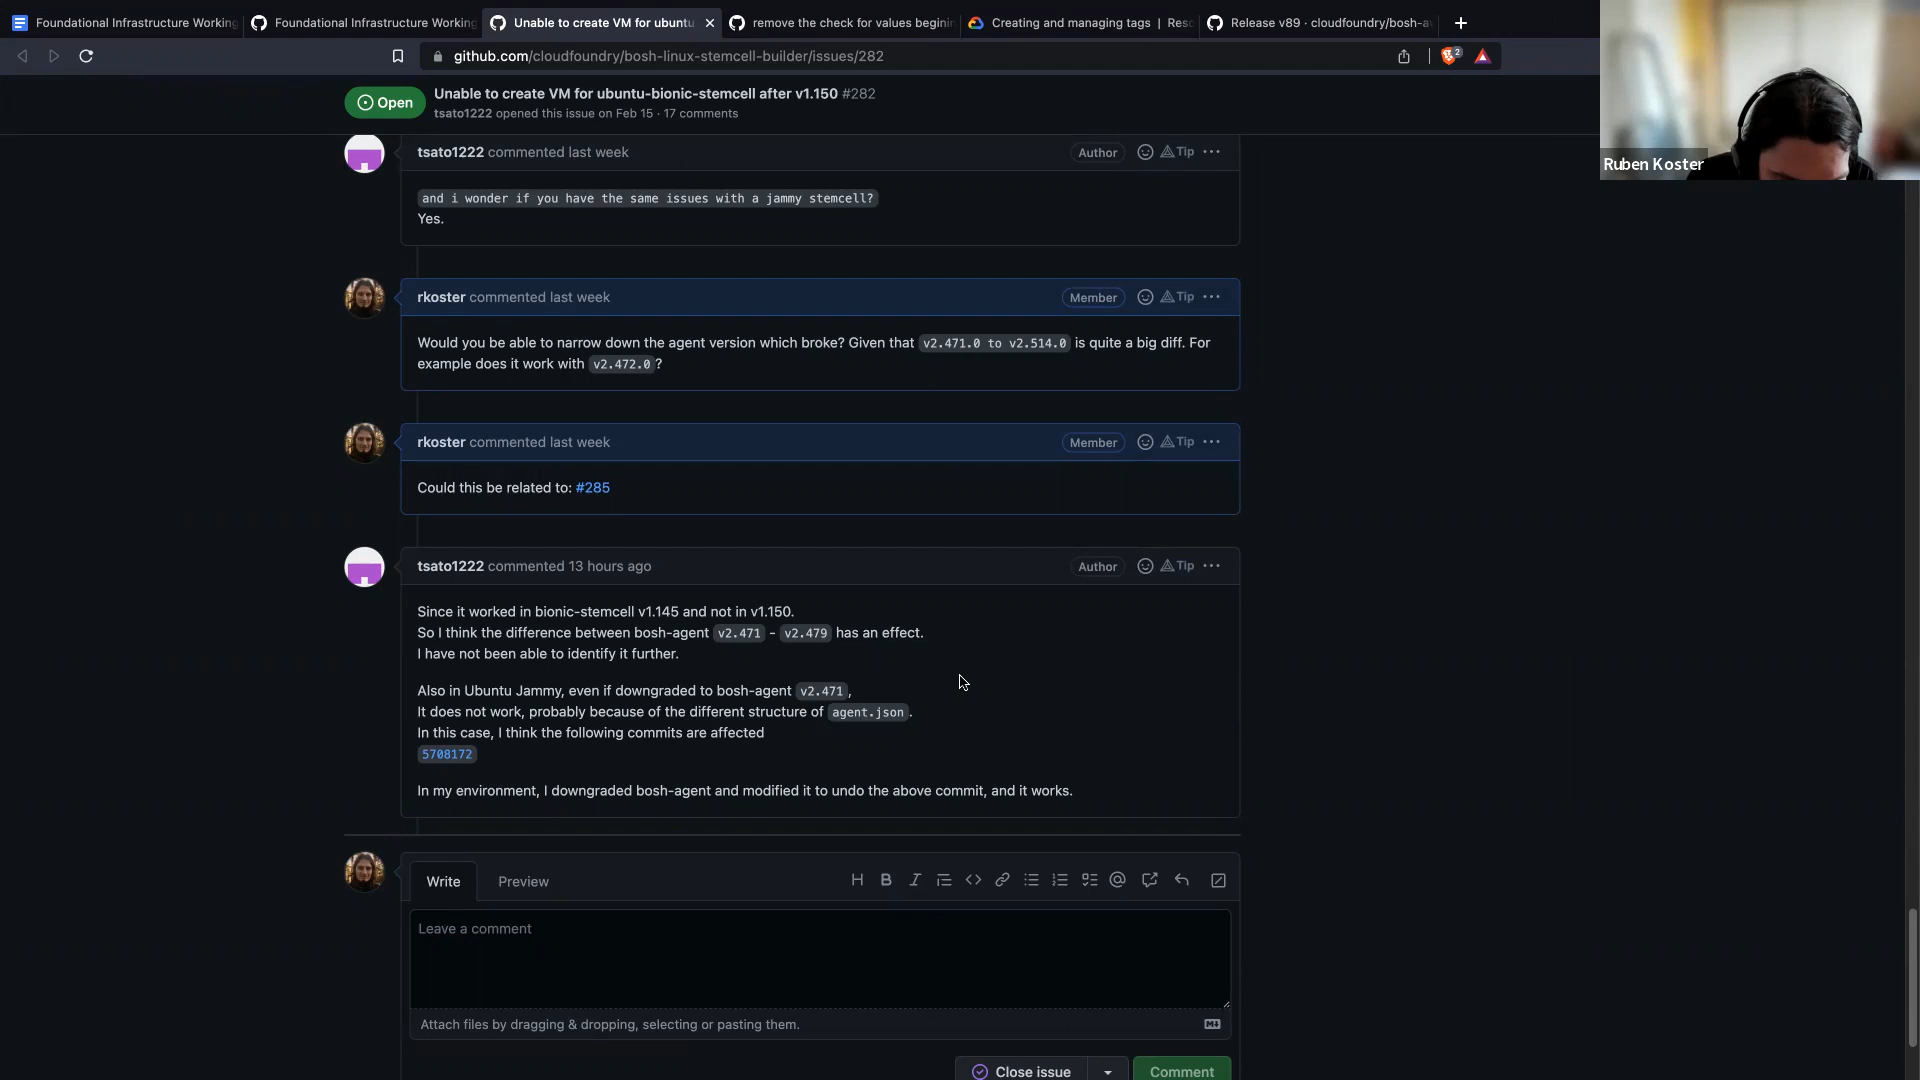 Foundational Infrastructure Working
Foundational Infrastructure Working
Unable to create VM for ubuntu
remove the check for values begin
Creating and managing tags | Res
Release v89 · cloudfoundry/bosh-a
github.com/cloudfoundry/bosh-linux-stemcell-builder/issues/282
2
Open
Unable to create VM for ubuntu-bionic-stemcell after v1.150 #282
tsato1222 opened this issue on Feb 15 · 17 comments
Ruben Koster
tsato1222 commented last week
Author
Tip
and i wonder if you have the same issues with a jammy stemcell?
Yes.
rkoster commented last week
Member
Tip
Would you be able to narrow down the agent version which broke? Given that v2.471.0 to v2.514.0 is quite a big diff. For
example does it work with v2.472.0?
rkoster commented last week
Member
Tip
Could this be related to: #285
tsato1222 commented 13 hours ago
Author
Tip
Since it worked in bionic-stemcell v1.145 and not in v1.150.
So I think the difference between bosh-agent v2.471 - v2.479 has an effect.
I have not been able to identify it further.
Also in Ubuntu Jammy, even if downgraded to bosh-agent v2.471,
It does not work, probably because of the different structure of agent.json.
In this case, I think the following commits are affected
5708172
In my environment, I downgraded bosh-agent and modified it to undo the above commit, and it works.
Write
Preview
Leave a comment
Attach files by dragging & dropping, selecting or pasting them.
Close issue
Comment